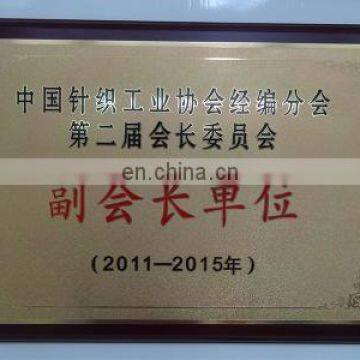 中国针织工业协会经编分会
第二届会长委员会
en.china.cn
副会长单位
(2011—2015年)